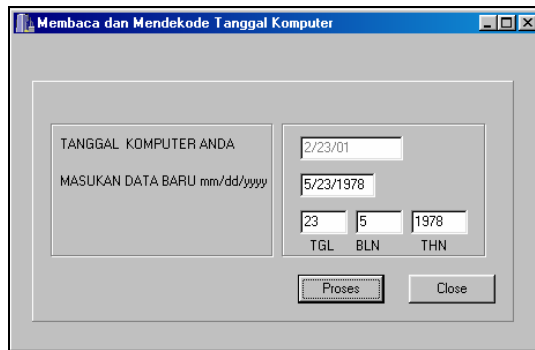 Membaca dan Mendekode Tanggal Komputer
TANGGAL KOMPUTER ANDA 2/23/01
MASUKAN DATA BARU mm/dd/yyyy 5/23/1978
23 5 1978
TGL BLN THN
Proses Close